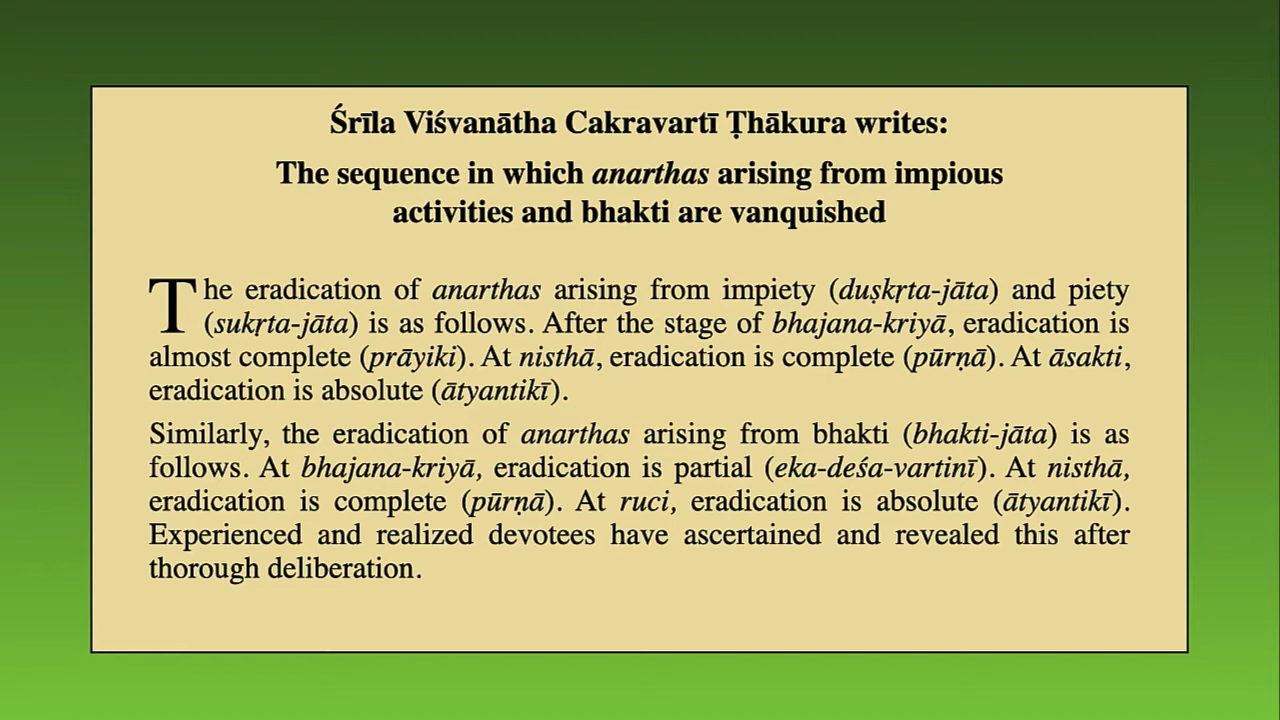 Śrīla Viśvanātha Cakravartī Ṭhākura writes:
The sequence in which anarthas arising from impious
activities and bhakti are vanquished
The eradication of anarthas arising from impiety (duṣkṛta-jāta) and piety
(sukṛta-jāta) is as follows. After the stage of bhajana-kriyā, eradication is
almost complete (prāyiki). At nisthā, eradication is complete (pūrṇā). At āsakti,
eradication is absolute (ātyantikī).
Similarly, the eradication of anarthas arising from bhakti (bhakti-jāta) is as
follows. At bhajana-kriyā, eradication is partial (eka-deśa-vartinī). At nisthā,
eradication is complete (pūrṇā). At ruci, eradication is absolute (ātyantikī).
Experienced and realized devotees have ascertained and revealed this after
thorough deliberation.